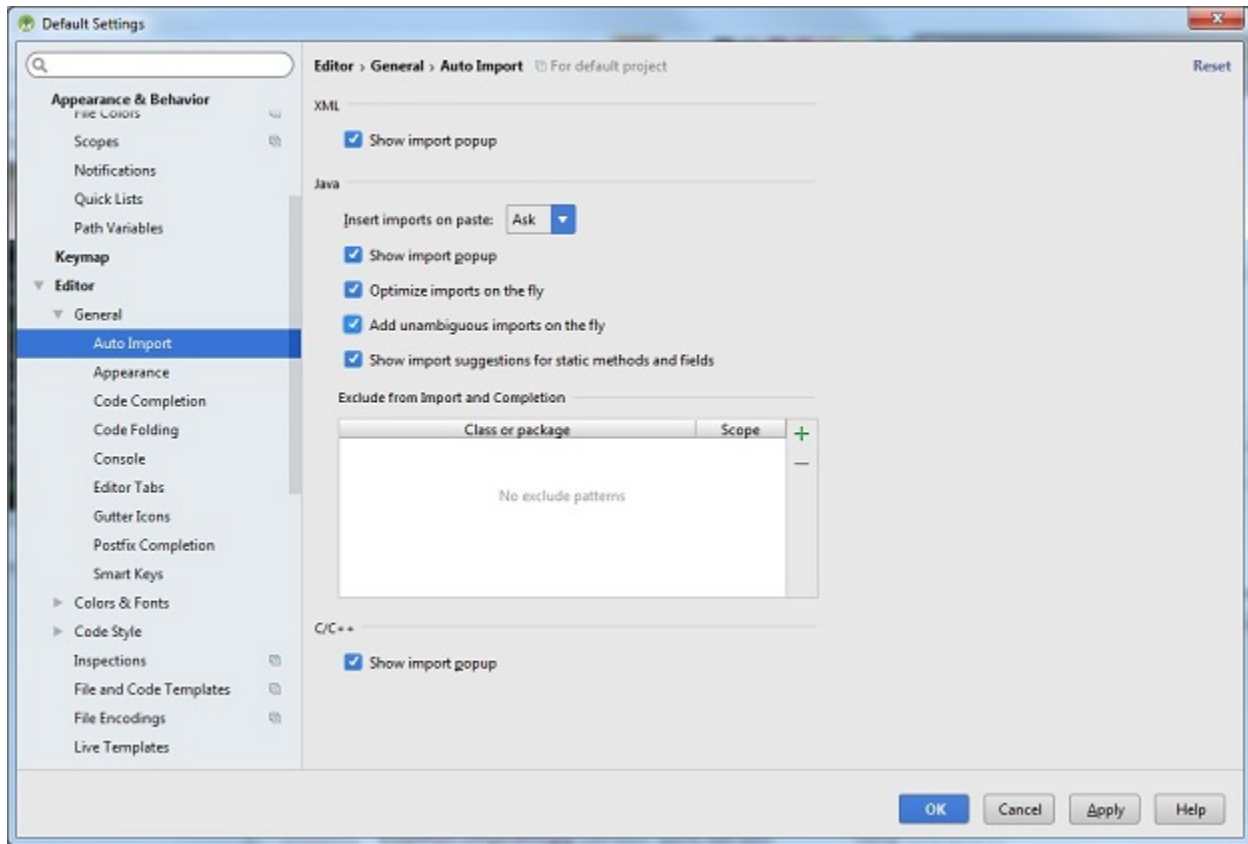 Default Settings
Appearance & Behavior
File Colors
Scopes
Notifications
Quick Lists
Path Variables
Keymap
Editor
General
Auto Import
Appearance
Code Completion
Code Folding
Console
Editor Tabs
Gutter Icons
Postfix Completion
Smart Keys
Colors & Fonts
Code Style
Inspections
File and Code Templates
File Encodings
Live Templates
Editor › General › Auto Import For default project Reset
XML
Show import popup
Java
Insert imports on paste: Ask
Show import popup
Optimize imports on the fly
Add unambiguous imports on the fly
Show import suggestions for static methods and fields
Exclude from Import and Completion
Class or package Scope
No exclude patterns
C/C++
Show import popup
OK Cancel Apply Help